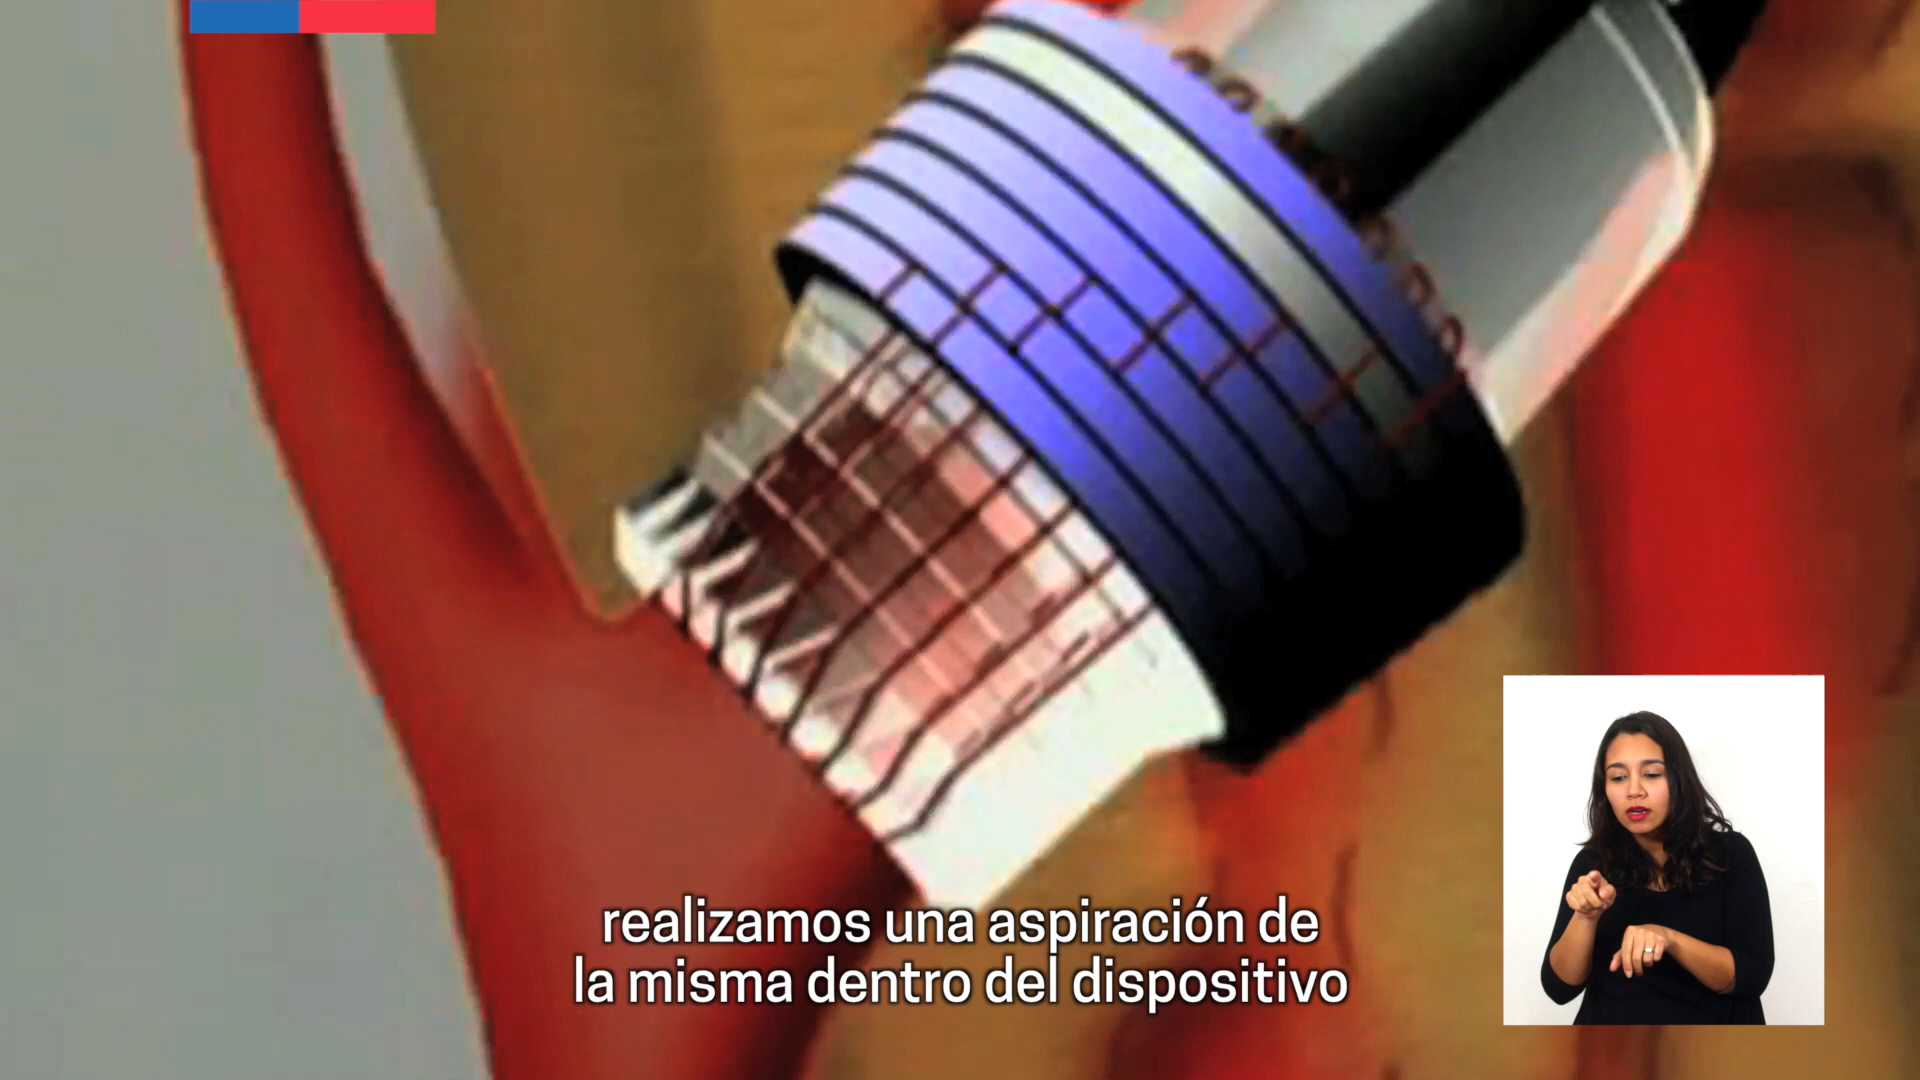 realizamos una aspiración de
la misma dentro del dispositivo